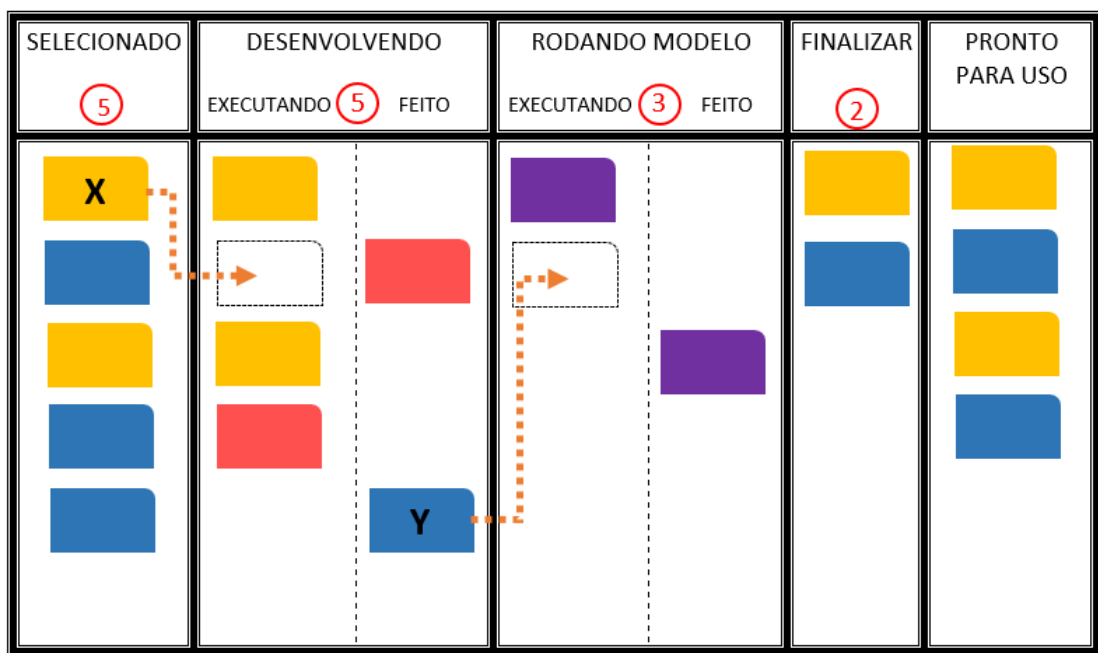 SELECIONADO
5
DESENVOLVENDO
EXECUTANDO 5 FEITO
RODANDO MODELO
EXECUTANDO 3 FEITO
FINALIZAR
2
PRONTO
PARA USO
X
Y